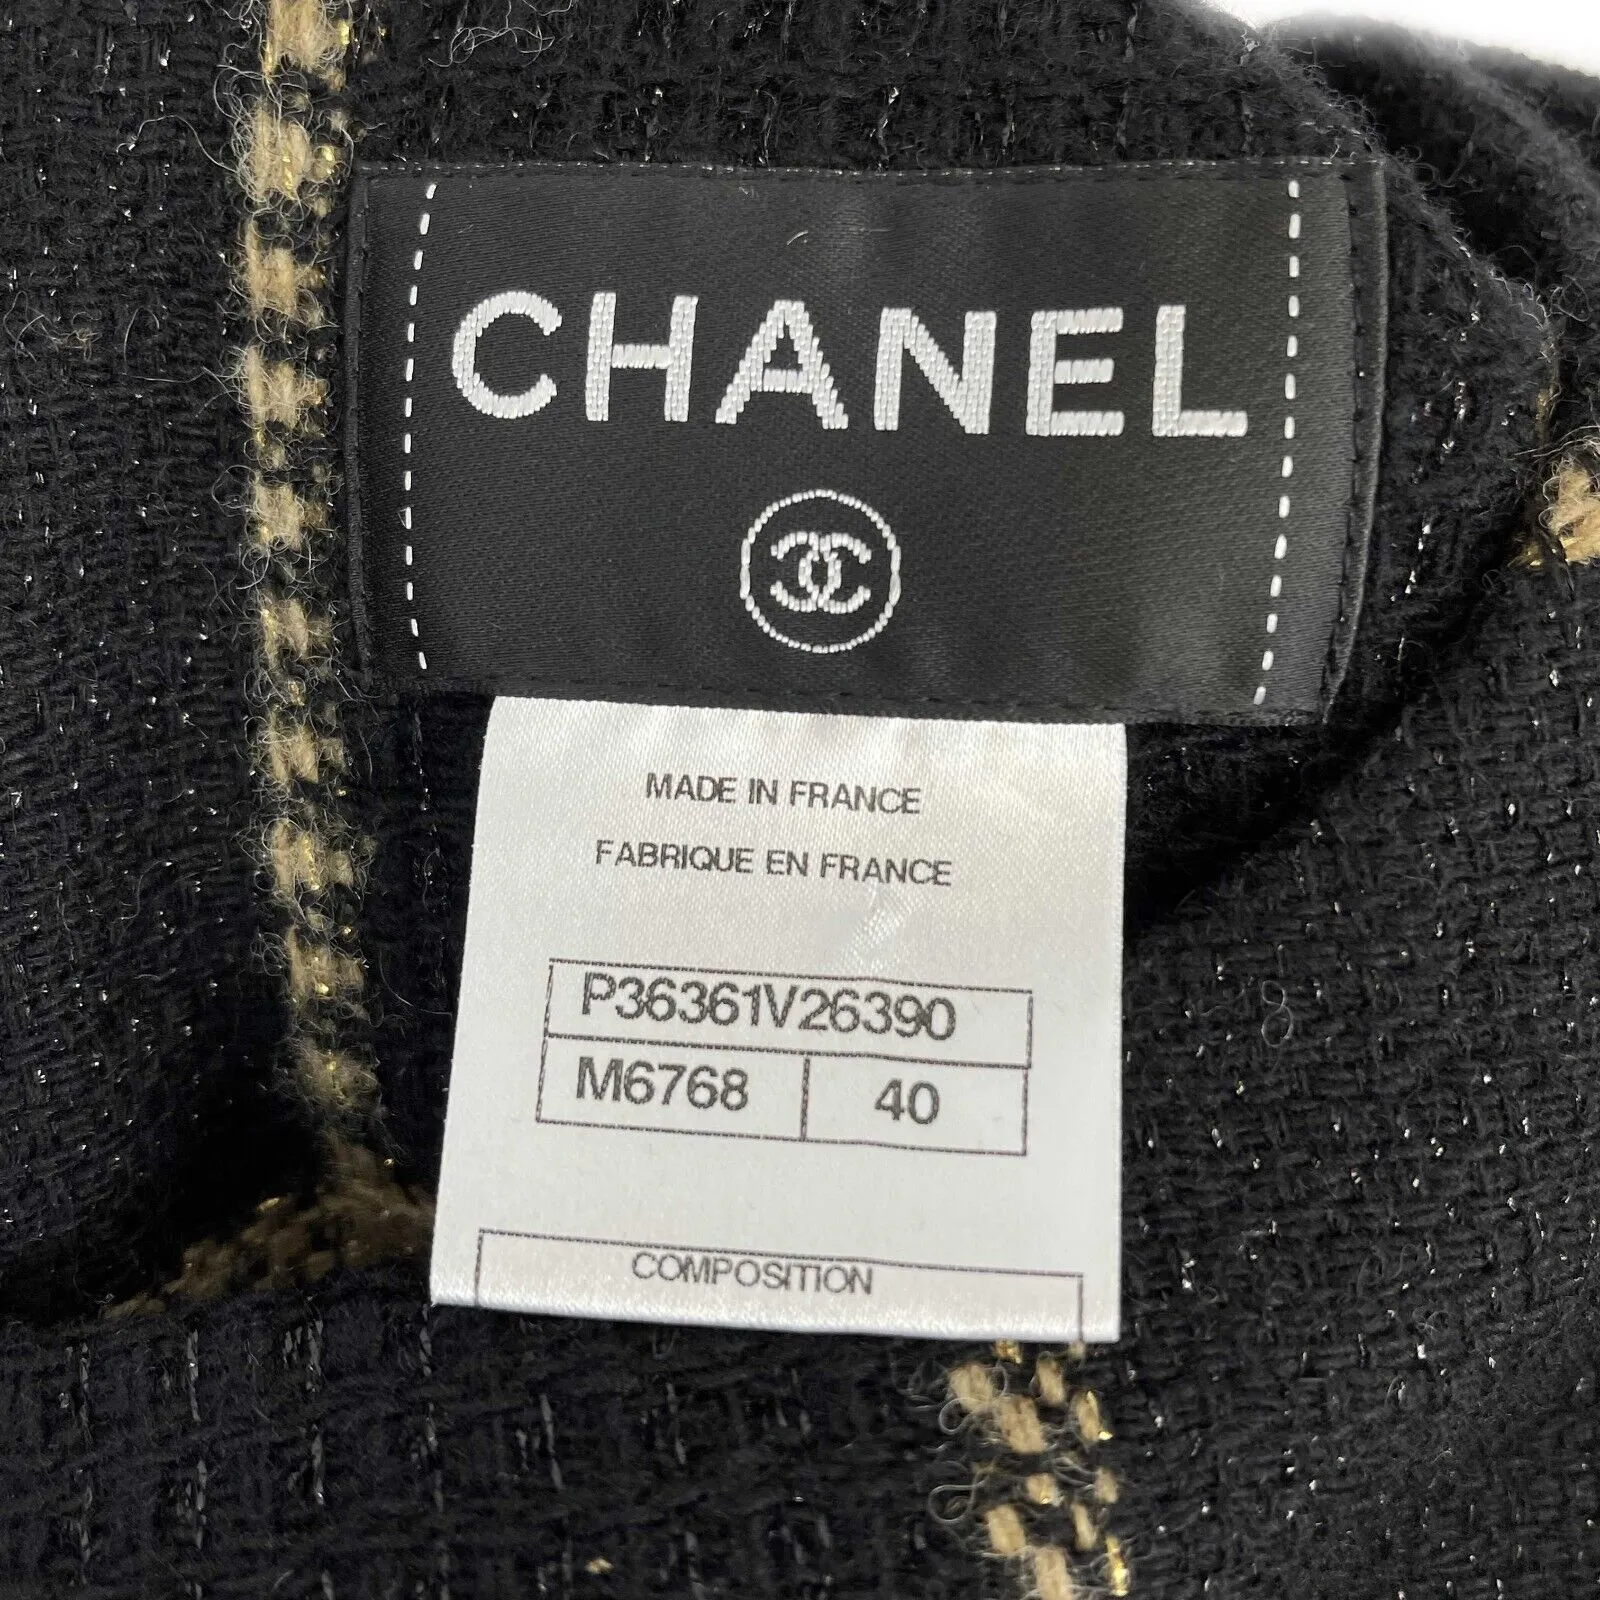 CHANEL
MADE IN FRANCE
FABRIQUE EN FRANCE
P36361V26390
M6768 40
COMPOSITION